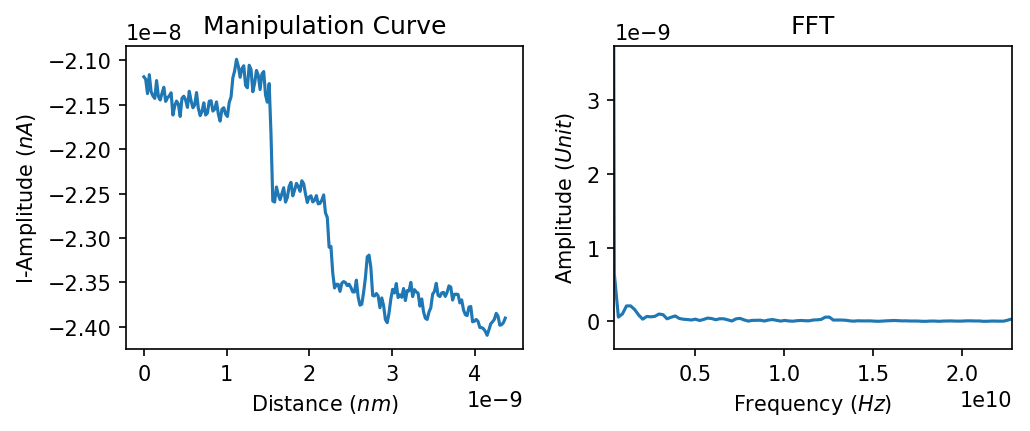 Manipulation Curve
1e−8
−2.10
−2.15
−2.20
−2.25
−2.30
−2.35
−2.40
I-Amplitude (nA)
0
1
2
3
4
1e−9
Distance (nm)
FFT
1e−9
3
2
1
0
Amplitude (Unit)
0.5
1.0
1.5
2.0
1e10
Frequency (Hz)